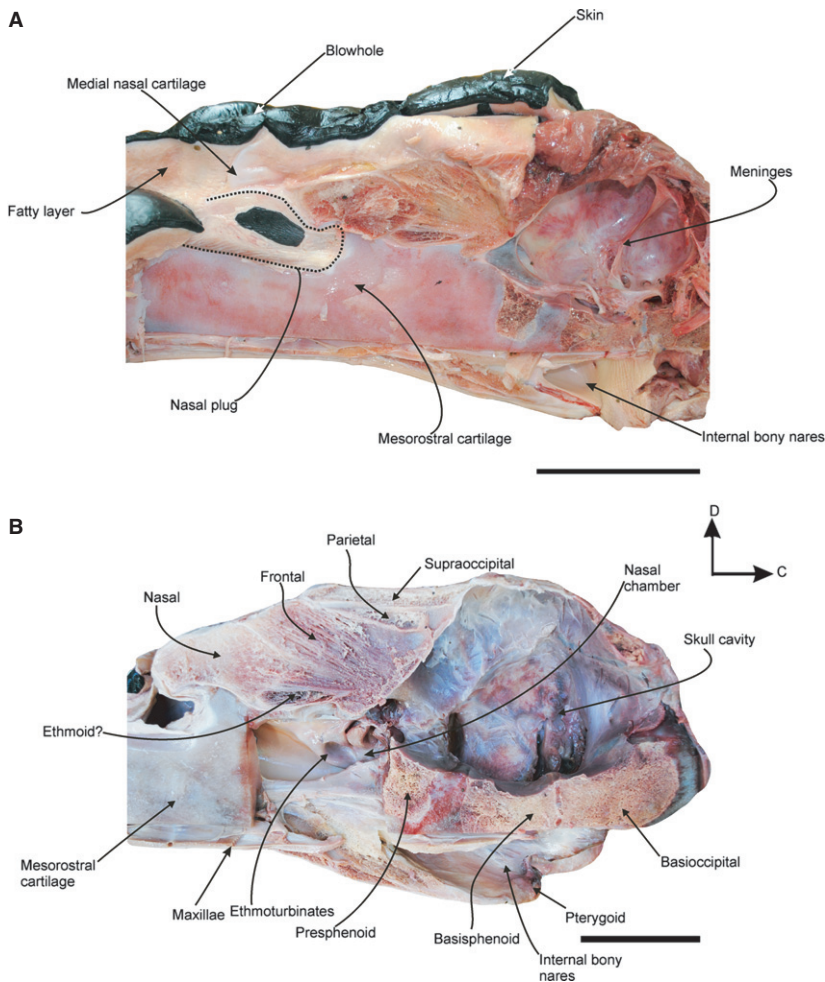 A
Skin
Blowhole
Medial nasal cartilage
Meninges
Fatty layer
Nasal plug
Mesorostral cartilage
Internal bony nares
B
D
C
Parietal
Supraoccipital
Nasal
chamber
Frontal
Nasal
Skull cavity
Ethmoid?
Mesorostral
cartilage
Maxillae
Ethmoturbinates
Presphenoid
Basisphenoid
Internal bony
nares
Pterygoid
Basioccipital